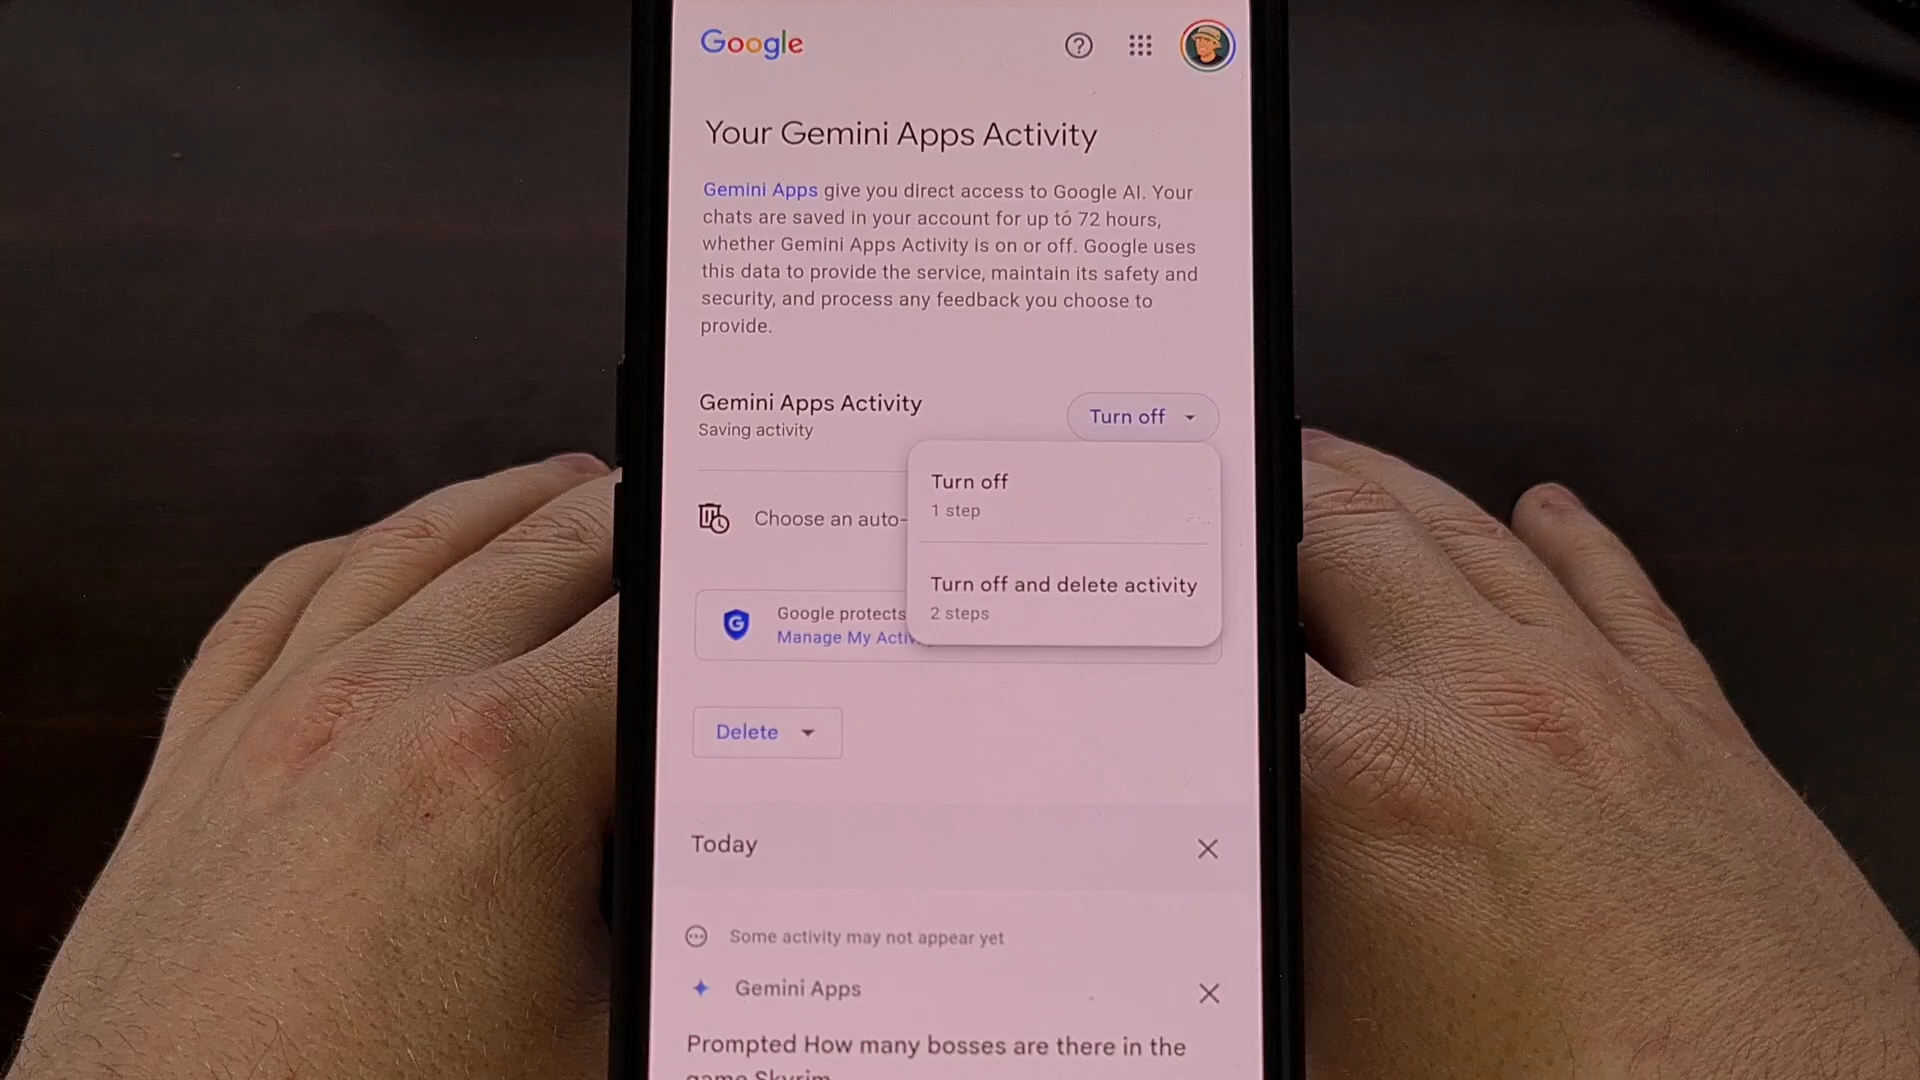 Google
Your Gemini Apps Activity
Gemini Apps give you direct access to Google AI. Your
chats are saved in your account for up to 72 hours,
whether Gemini Apps Activity is on or off. Google uses
this data to provide the service, maintain its safety and
security, and process any feedback you choose to
provide.
Gemini Apps Activity
Saving activity
Turn off
Turn off
1 step
Turn off and delete activity
2 steps
Choose an auto-
Google protects
Manage My Activ
Delete
Today
Some activity may not appear yet
Gemini Apps
Prompted How many bosses are there in the
game Skyrim